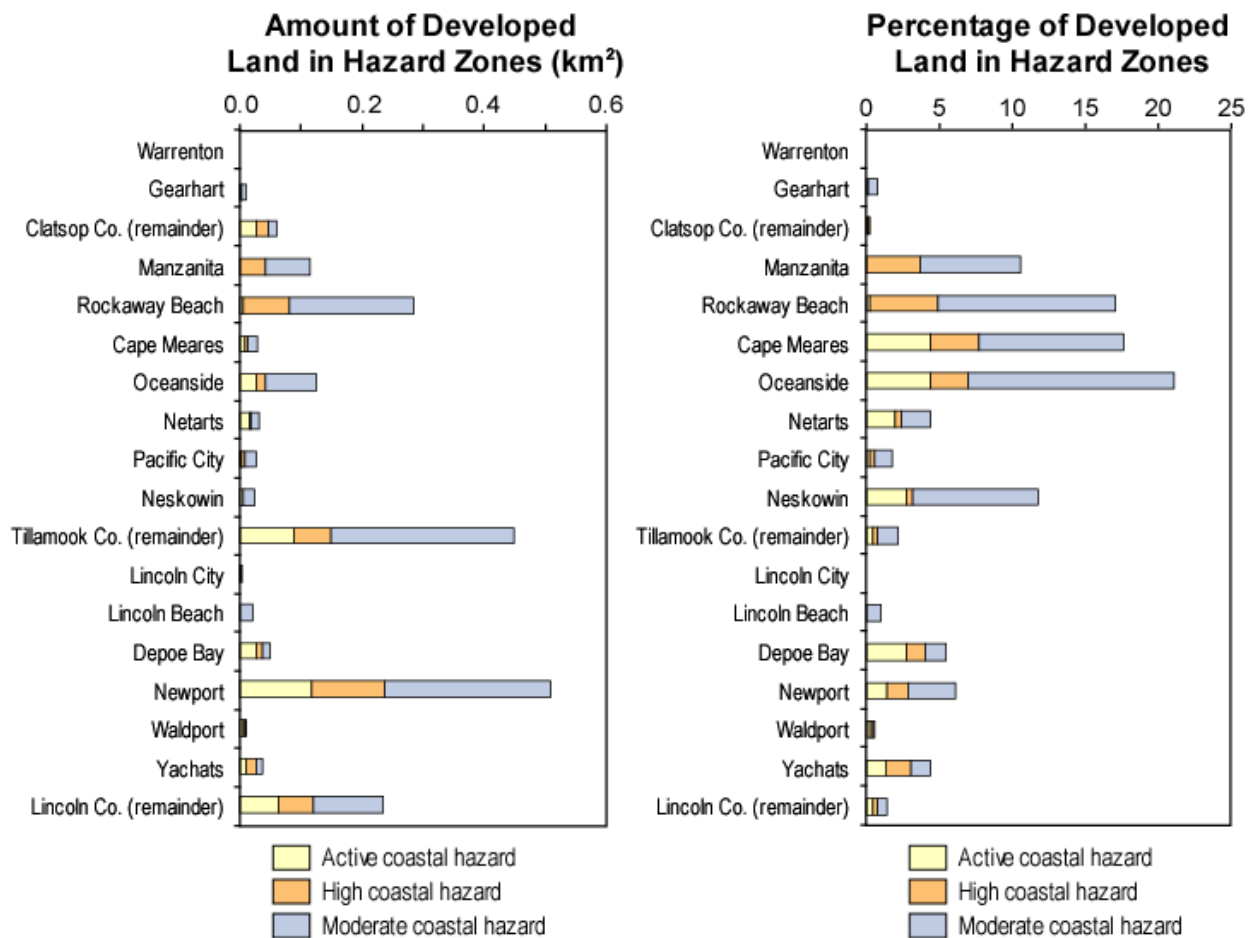 Amount of Developed
Land in Hazard Zones (km²)
0.0 0.2 0.4 0.6
Warrenton
Gearhart
Clatsop Co. (remainder)
Manzanita
Rockaway Beach
Cape Meares
Oceanside
Netarts
Pacific City
Neskowin
Tillamook Co. (remainder)
Lincoln City
Lincoln Beach
Depoe Bay
Newport
Waldport
Yachats
Lincoln Co. (remainder)
Active coastal hazard
High coastal hazard
Moderate coastal hazard
Percentage of Developed
Land in Hazard Zones
0 5 10 15 20 25
Warrenton
Gearhart
Clatsop Co. (remainder)
Manzanita
Rockaway Beach
Cape Meares
Oceanside
Netarts
Pacific City
Neskowin
Tillamook Co. (remainder)
Lincoln City
Lincoln Beach
Depoe Bay
Newport
Waldport
Yachats
Lincoln Co. (remainder)
Active coastal hazard
High coastal hazard
Moderate coastal hazard